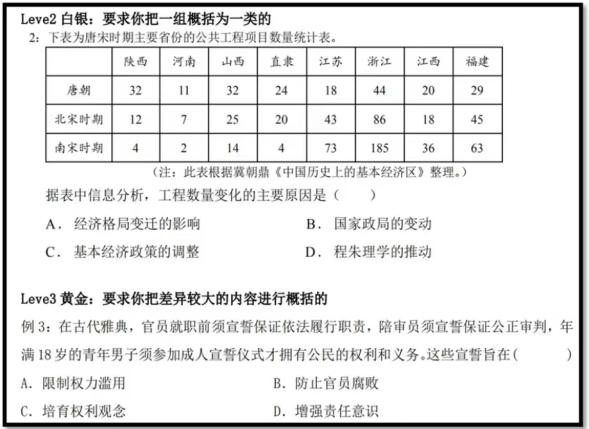 Leve2 白银：要求你把一组概括为一类的
2：下表为唐宋时期主要省份的公共工程项目数量统计表。
陕西 河南 山西 直隶 江苏 浙江 江西 福建
唐朝 32 11 32 24 18 44 20 29
北宋时期 12 7 25 20 43 86 18 45
南宋时期 4 2 14 4 73 185 36 63
（注：此表根据冀朝鼎《中国历史上的基本经济区》整理。）
据表中信息分析，工程数量变化的主要原因是（ ）
A． 经济格局变迁的影响 B． 国家政局的变动
C． 基本经济政策的调整 D． 程朱理学的推动
Leve3 黄金：要求你把差异较大的内容进行概括的
例 3：在古代雅典，官员就职前须宣誓保证依法履行职责，陪审员须宣誓保证公正审判，年
满 18 岁的青年男子须参加成人宣誓仪式才拥有公民的权利和义务。这些宣誓旨在( )
A．限制权力滥用 B．防止官员腐败
C．培育权利观念 D．增强责任意识